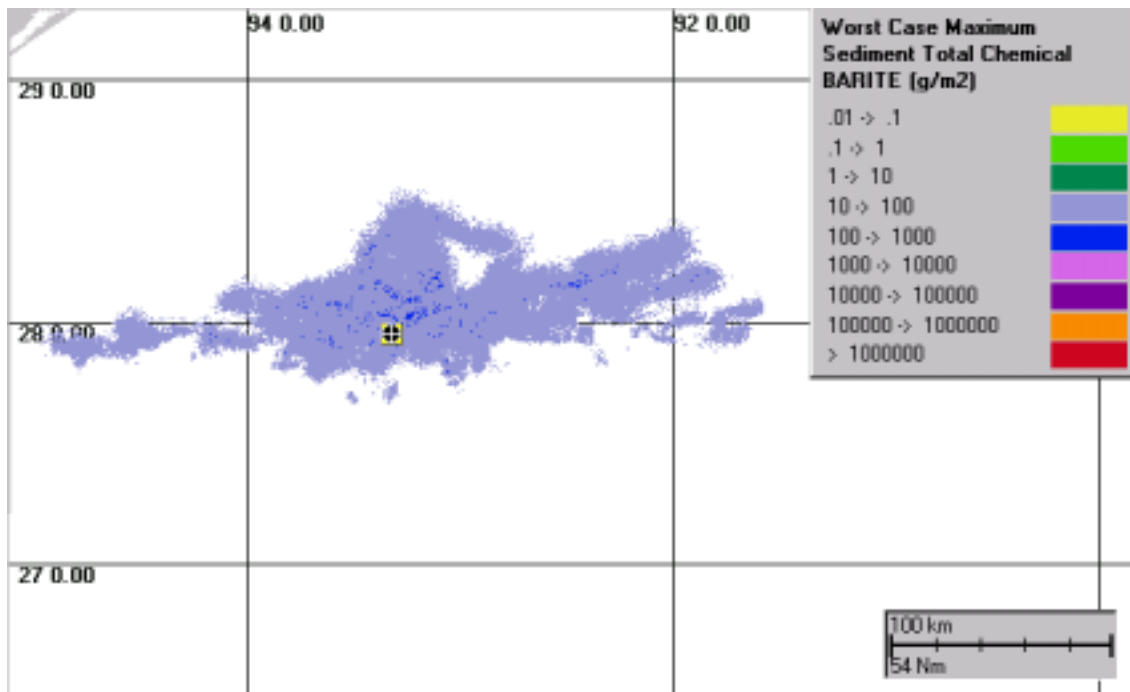 94 0.00
92 0.00
29 0.00
28 0.00
27 0.00
Worst Case Maximum
Sediment Total Chemical
BARITE (g/m2)
.01 -> .1
.1 -> 1
1 -> 10
10 -> 100
100 -> 1000
1000 -> 10000
10000 -> 100000
100000 -> 1000000
> 1000000
100 km
54 Nm